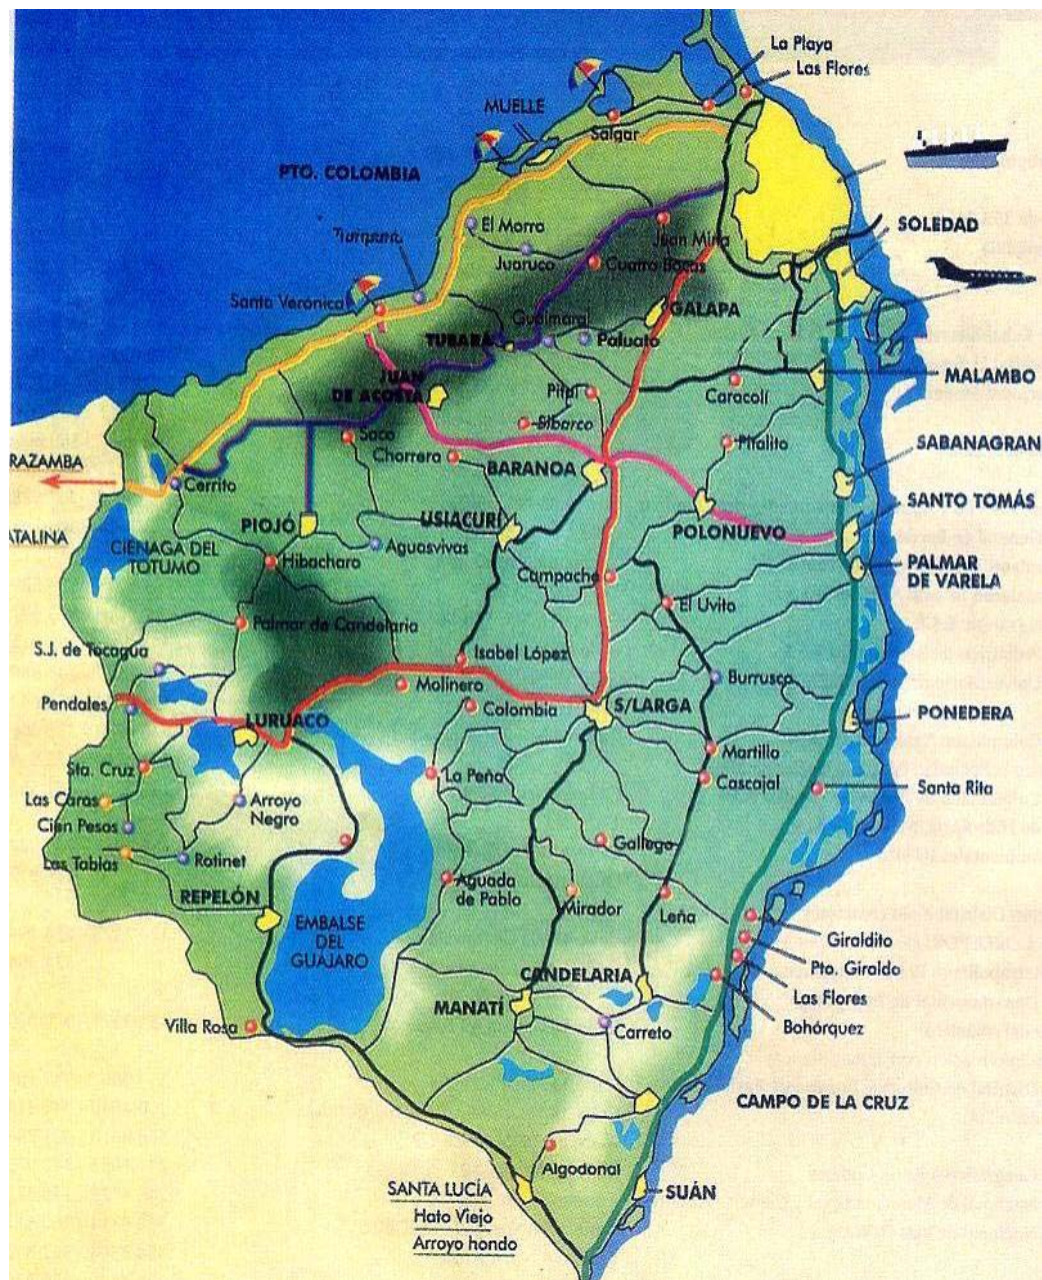 La Playa
Las Flores
MUELLE
Salgar
PTO. COLOMBIA
El Morro
SOLEDAD
Juan Mina
Juaruco
Cuatro Bocas
Santa Verónica
GALAPA
Guaimaral
TUBARÁ
Paluato
JUAN
DE ACOSTA
Caracolí
MALAMBO
Sibarco
Saco
Pitalito
SABANAGRAN
Chorrera
BARANOA
RAZAMBA
Cerrito
SANTO TOMÁS
PIOJÓ
USIACURÍ
POLONUEVO
ATALINA
Aguasvivas
CIÉNAGA DEL
TOTUMO
Hibacharo
PALMAR
DE VARELA
Campache
El Uvito
Palmar de Candelaria
S.J. de Tocagua
Isabel López
Molinero
Burrusco
Pendales
Colombia
S/LARGA
PONEDERA
LURUACO
Martillo
Sta. Cruz
La Peña
Cascajal
Santa Rita
Las Caras
Arroyo
Negro
Cien Pesos
Gallego
Las Tablas
Rotinet
REPELÓN
Aguada
de Pablo
Mirador
Leña
EMBALSE
DEL
GUÁJARO
Giraldito
Pto. Giraldo
CANDELARIA
Las Flores
MANATÍ
Villa Rosa
Carreto
Bohórquez
CAMPO DE LA CRUZ
Algodonal
SANTA LUCÍA
SUÁN
Hato Viejo
Arroyo hondo